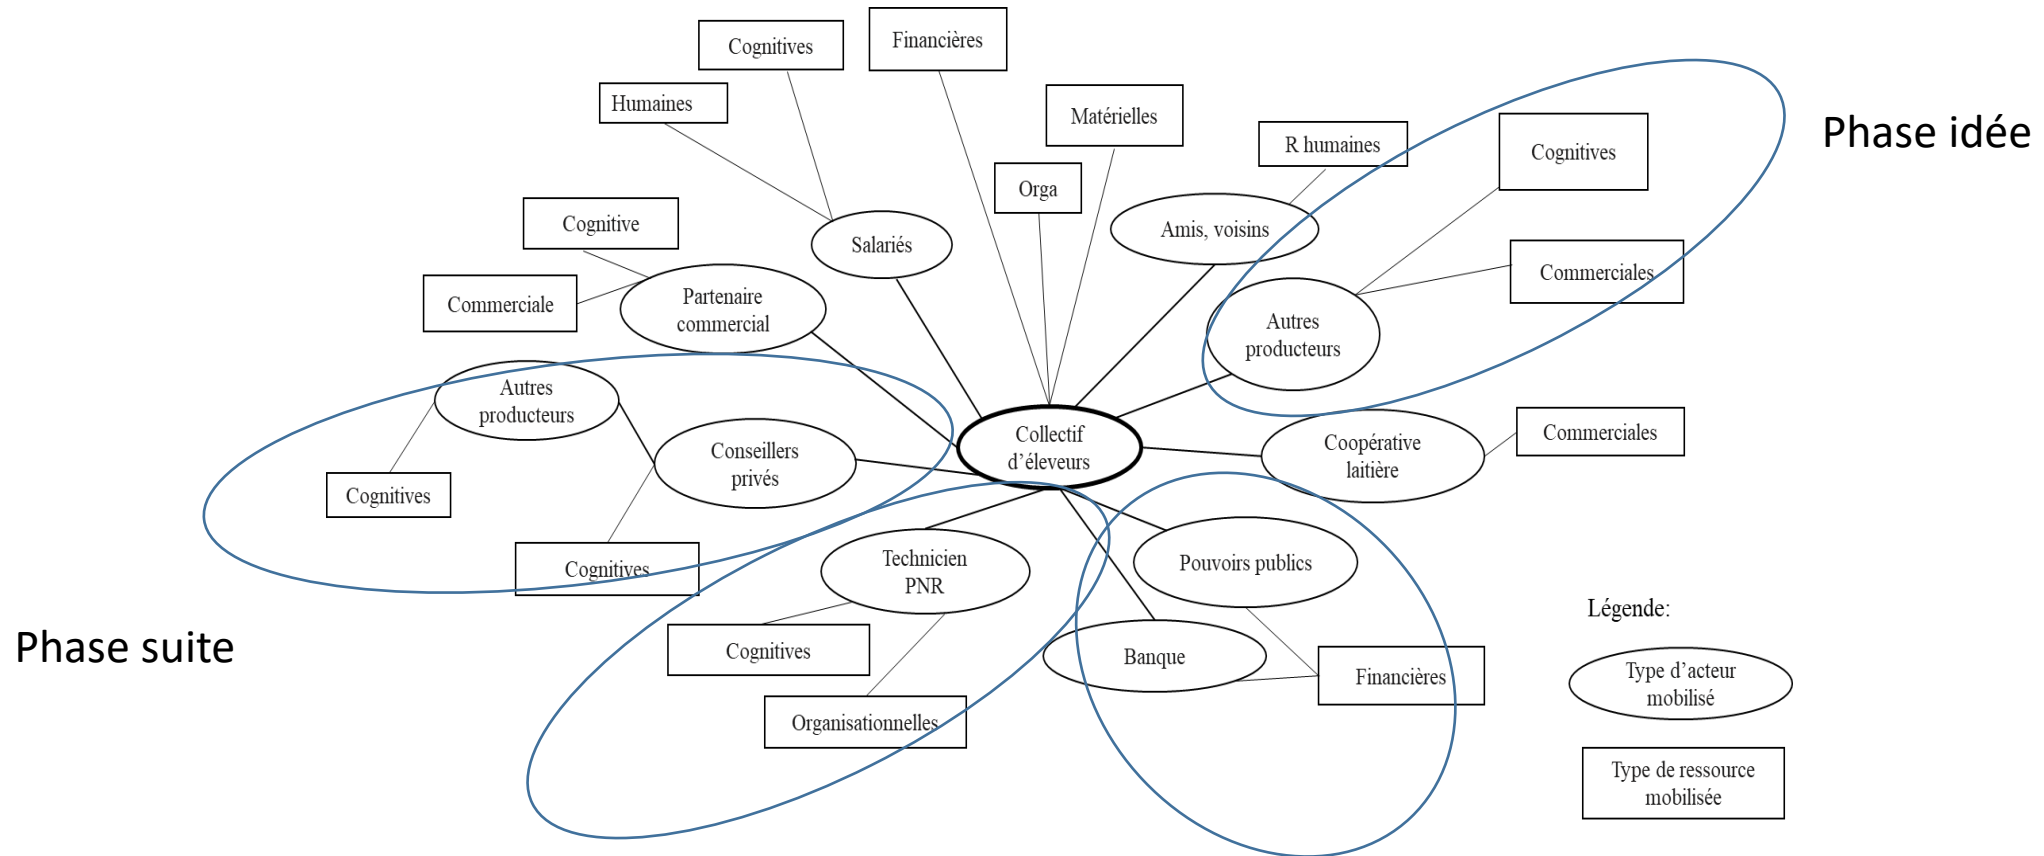 Financières
Cognitives
Humaines
Matérielles
Phase idée
R humaines
Cognitives
Orga
Cognitive
Salariés
Amis, voisins
Commerciales
Commerciale
Partenaire
commercial
Autres
producteurs
Autres
producteurs
Collectif
d’éleveurs
Coopérative
laitière
Commerciales
Conseillers
privés
Cognitives
Cognitives
Technicien
PNR
Pouvoirs publics
Légende:
Phase suite
Cognitives
Banque
Financières
Type d’acteur
mobilisé
Organisationnelles
Type de ressource
mobilisée